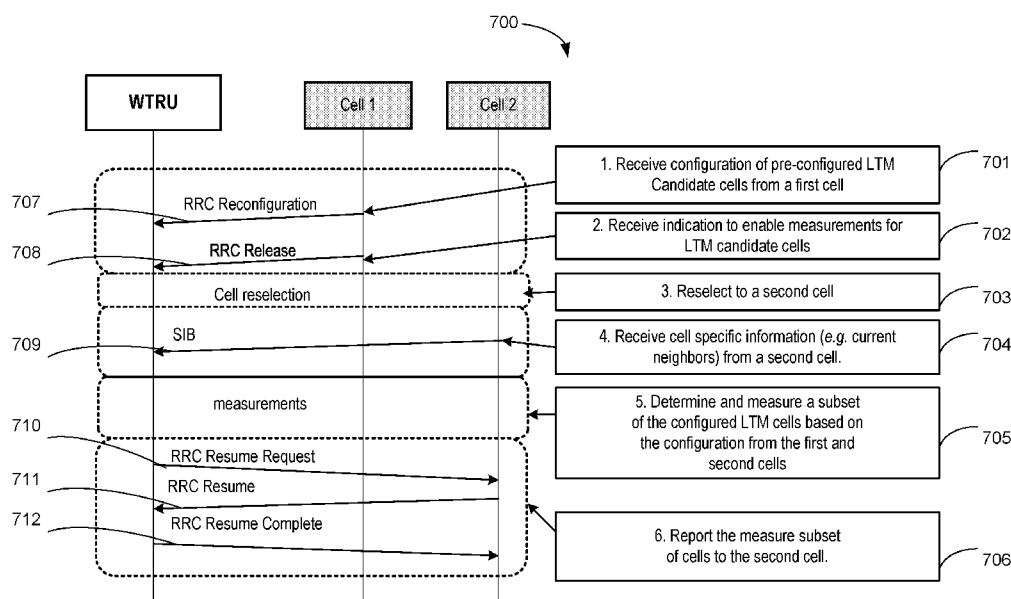 700
WTRU
Cell 1
Cell 2
1. Receive configuration of pre-configured LTM
Candidate cells from a first cell
701
707
RRC Reconfiguration
2. Receive indication to enable measurements for
LTM candidate cells
702
708
RRC Release
Cell reselection
3. Reselect to a second cell
703
709
SIB
4. Receive cell specific information (e.g. current
neighbors) from a second cell.
704
measurements
5. Determine and measure a subset
of the configured LTM cells based on
the configuration from the first and
second cells
705
710
RRC Resume Request
711
RRC Resume
712
RRC Resume Complete
6. Report the measure subset
of cells to the second cell.
706